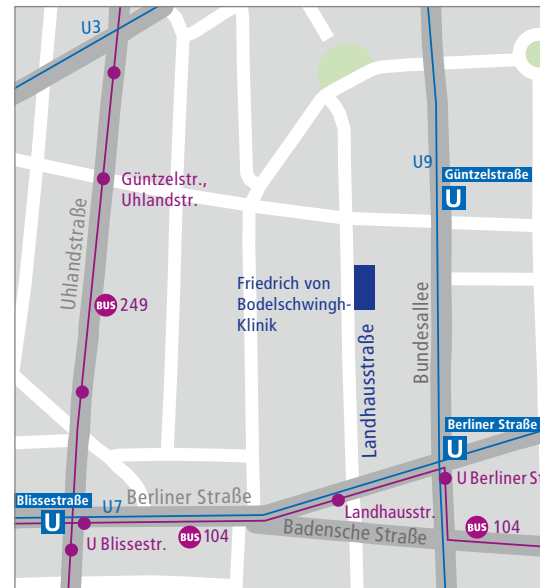 U3
U9
Güntzelstraße
U
Güntzelstr.,
Uhlandstr.
Uhlandstraße
BUS 249
Friedrich von
Bodelschwingh-
Klinik
Landhausstraße
Bundesallee
Berliner Straße
U
U Berliner St
Blissestraße
U
U7
Berliner Straße
Landhausstr.
U Blissestr.
BUS 104
Badensche Straße
BUS 104